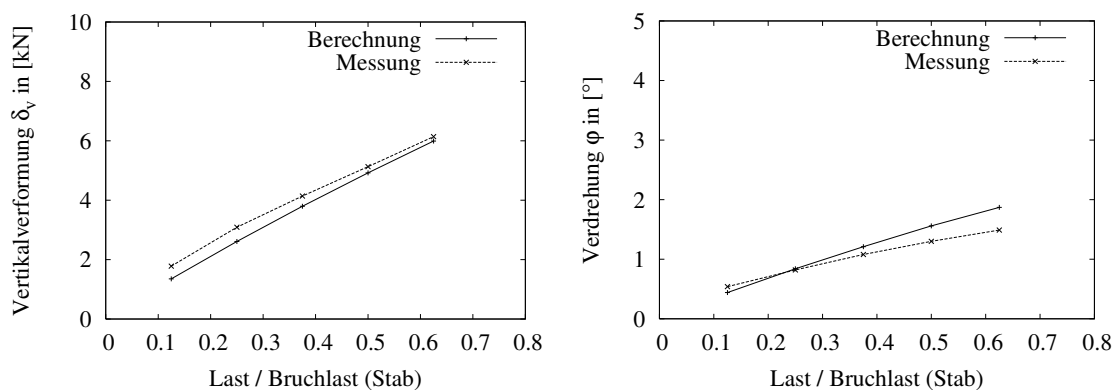 Vertikalverformung δv in [kN]
10
8
6
4
2
0
Berechnung
Messung
0 0.1 0.2 0.3 0.4 0.5 0.6 0.7 0.8
Last / Bruchlast (Stab)
Verdrehung φ in [°]
5
4
3
2
1
0
Berechnung
Messung
0 0.1 0.2 0.3 0.4 0.5 0.6 0.7 0.8
Last / Bruchlast (Stab)